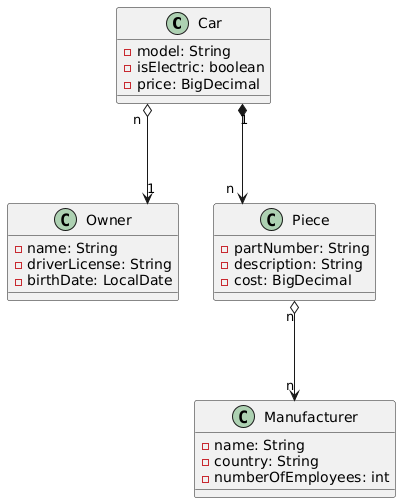 C Car
model: String
isElectric: boolean
price: BigDecimal
n 1
1 n
C Owner
name: String
driverLicense: String
birthDate: LocalDate
C Piece
partNumber: String
description: String
cost: BigDecimal
n
n
C Manufacturer
name: String
country: String
numberOfEmployees: int